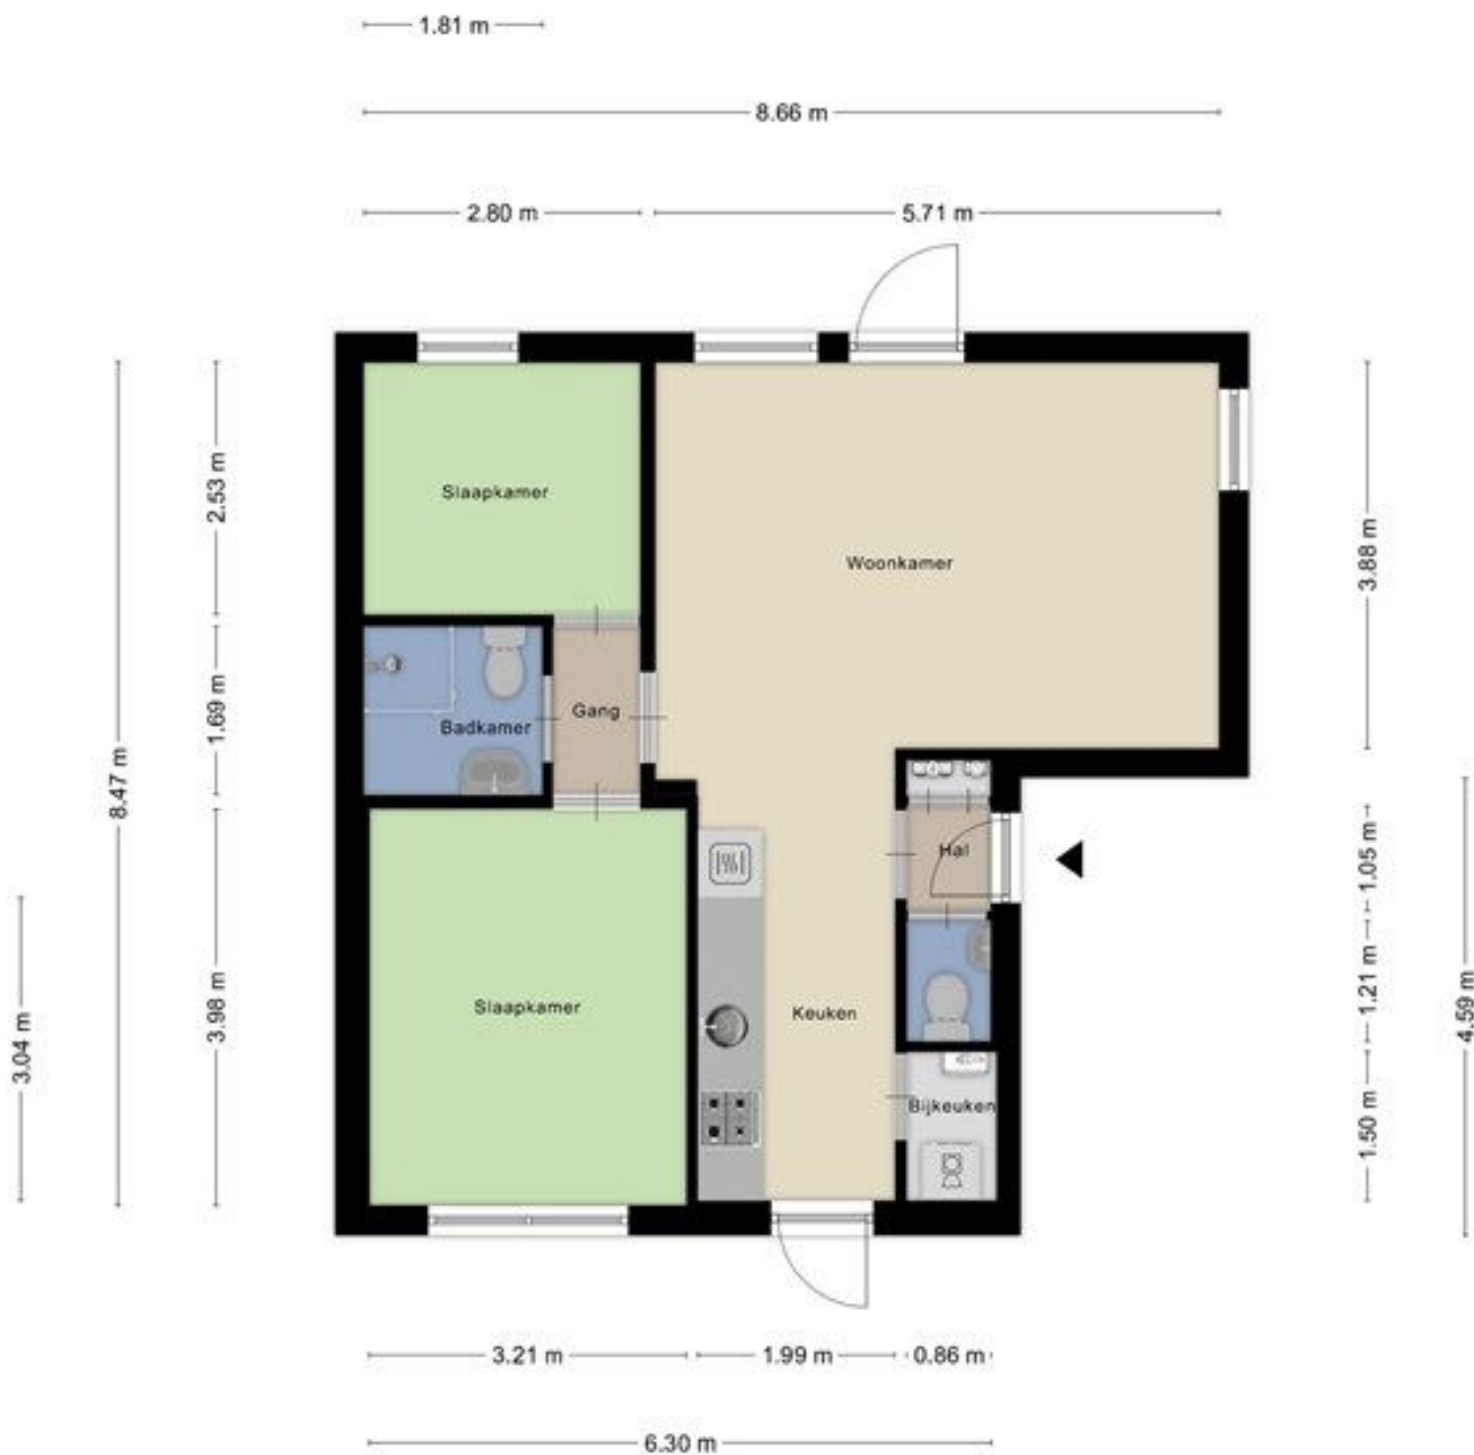 1.81 m
8.66 m
2.80 m
5.71 m
2.53 m
Slaapkamer
Woonkamer
3.88 m
1.69 m
Gang
Badkamer
8.47 m
Hal
1.05 m
3.98 m
Slaapkamer
Keuken
1.21 m
4.59 m
3.04 m
Bijkeuken
1.50 m
3.21 m
1.99 m
0.86 m
6.30 m